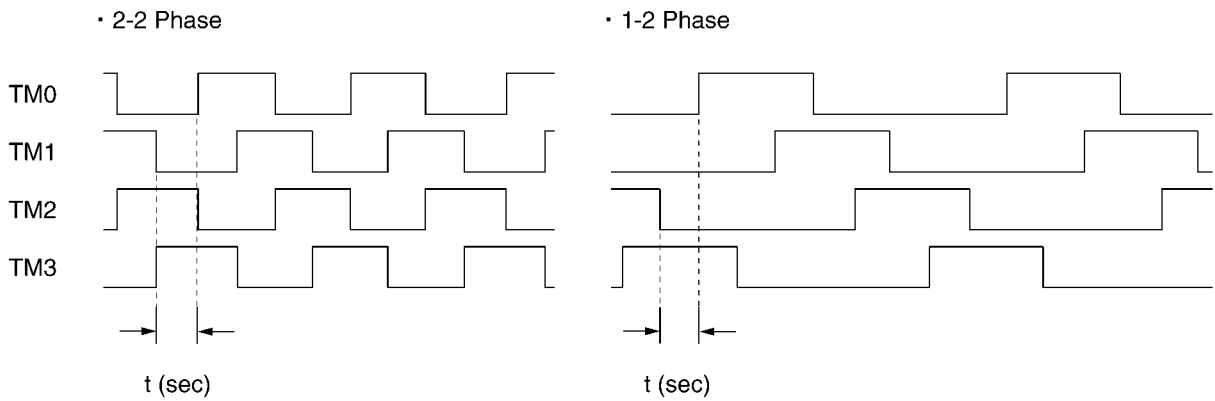 · 2-2 Phase
· 1-2 Phase
TM0
TM1
TM2
TM3
t (sec)
t (sec)